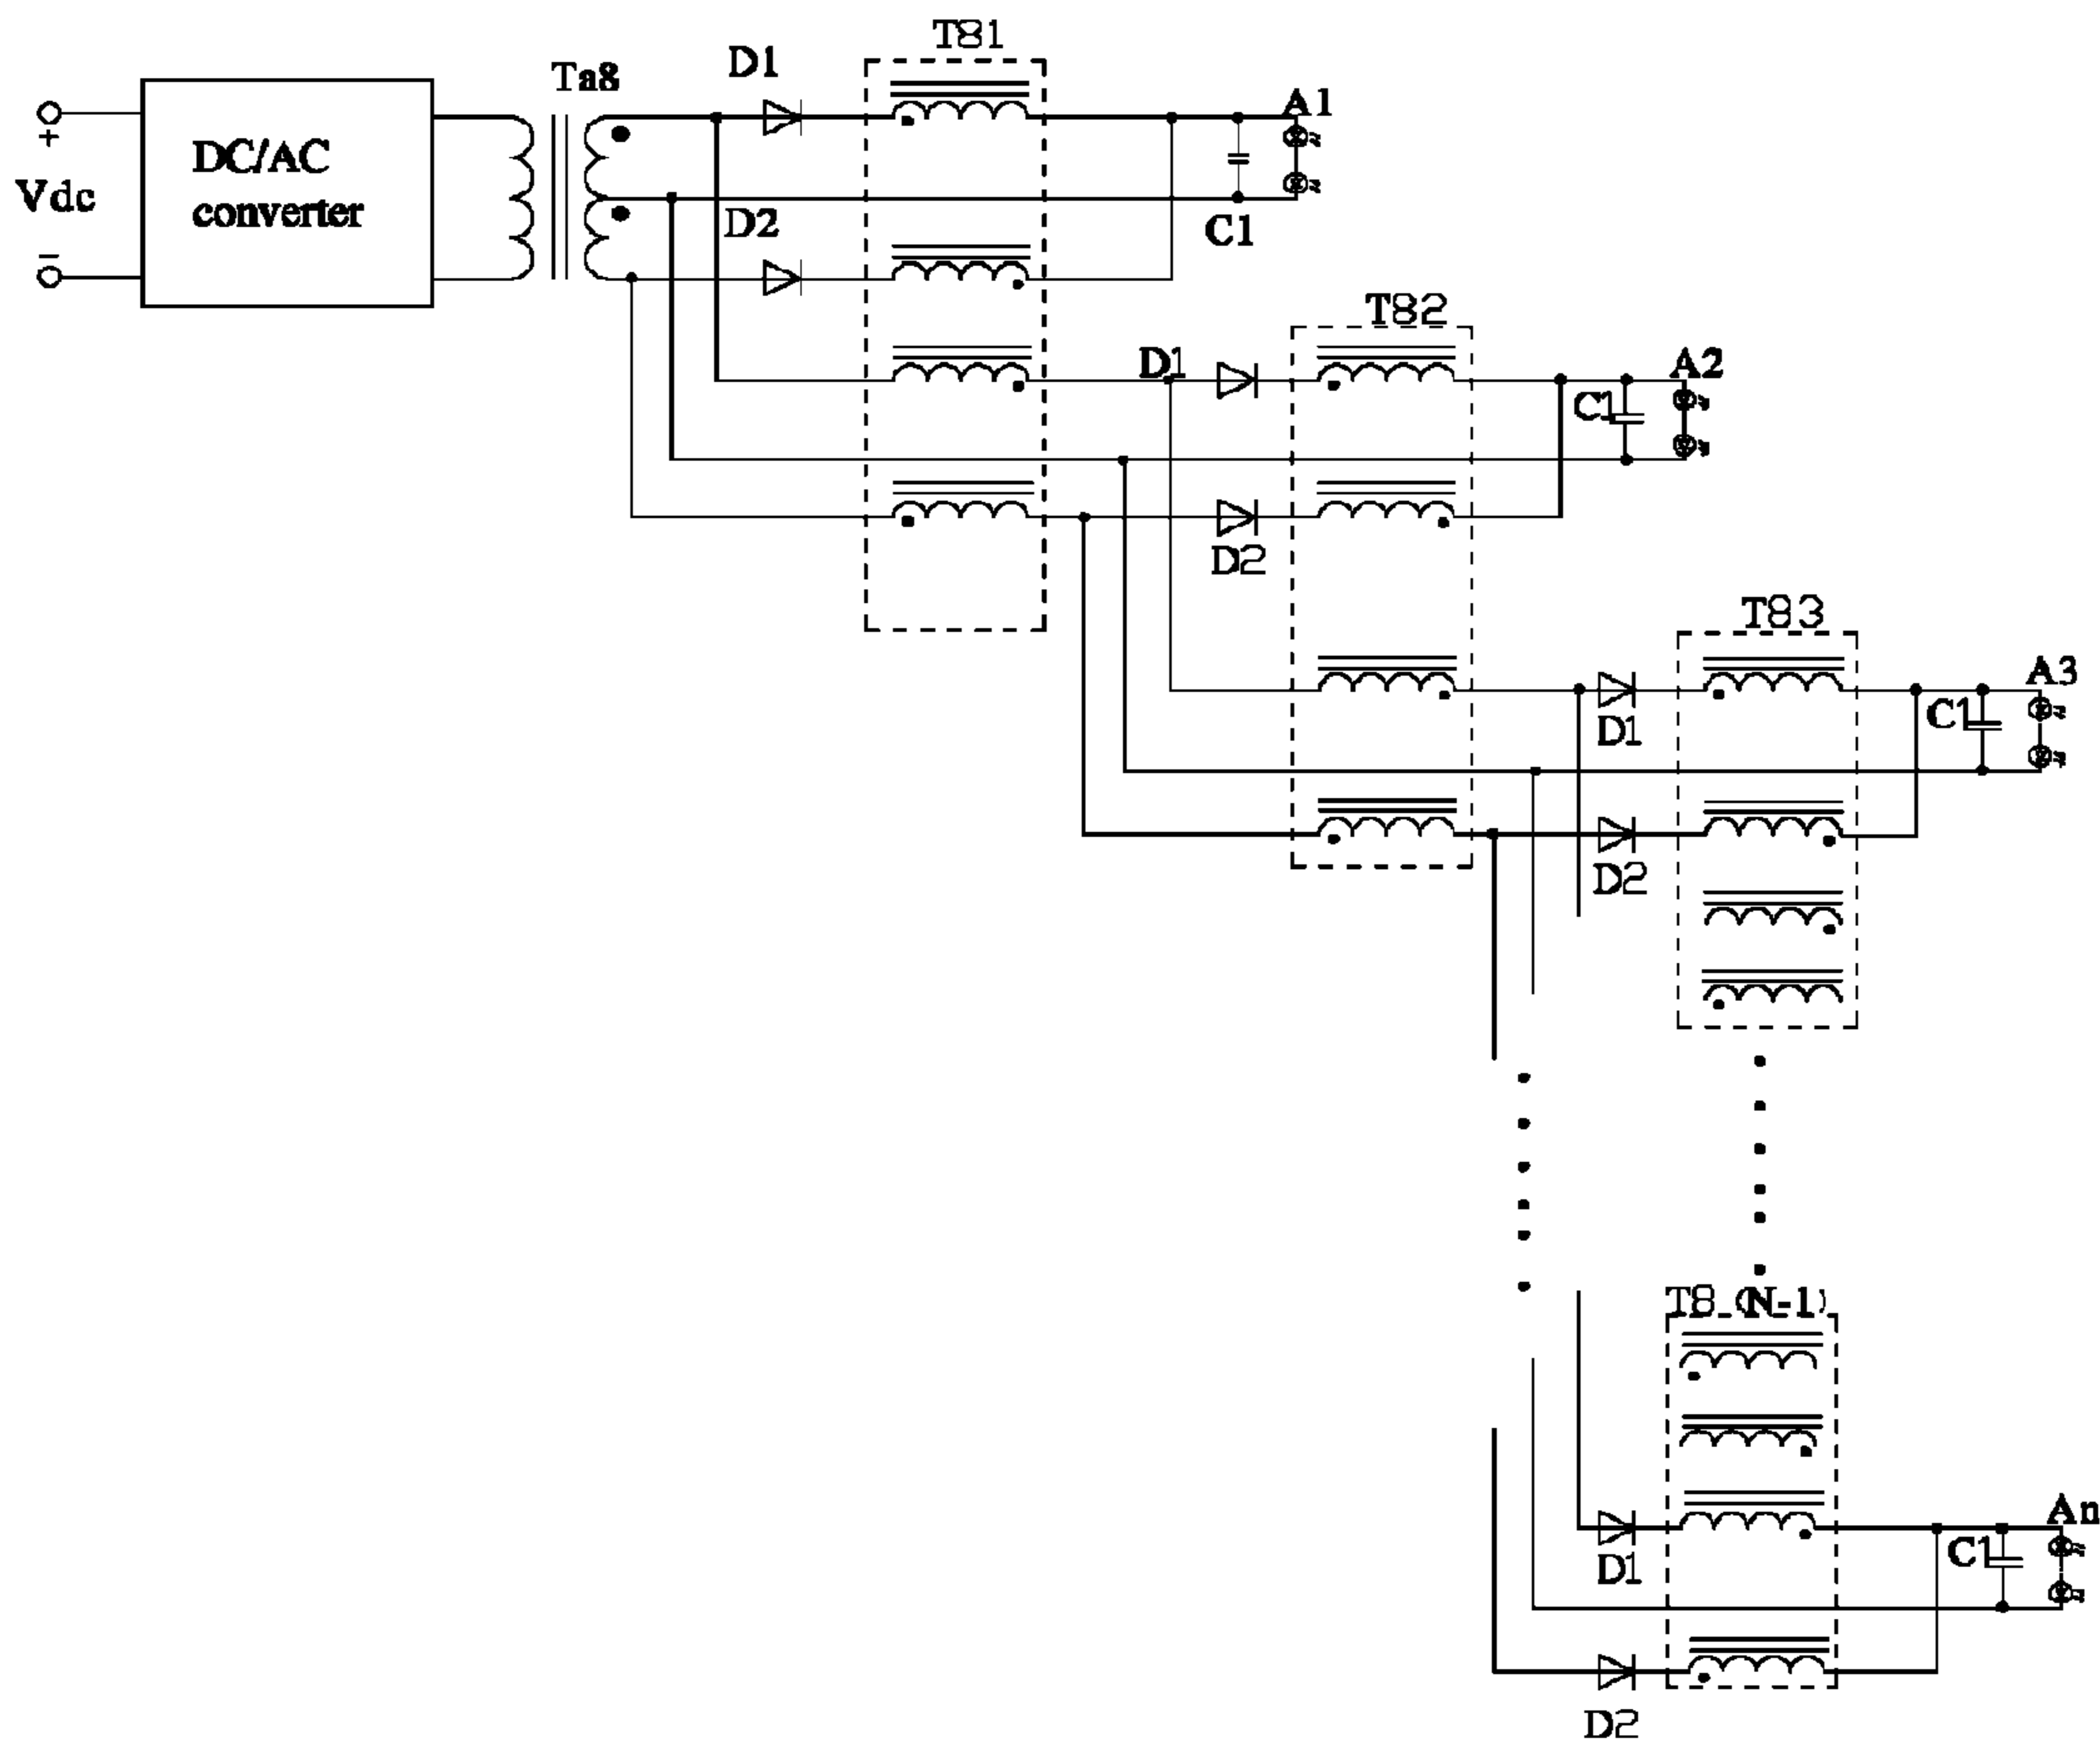 T81
D1
Ta8
A1
+
DC/AC
converter
Vdc
D2
C1
−
T82
D1
A2
C1
D2
T83
A3
C1
D1
D2
T8 (N-1)
An
C1
D1
D2